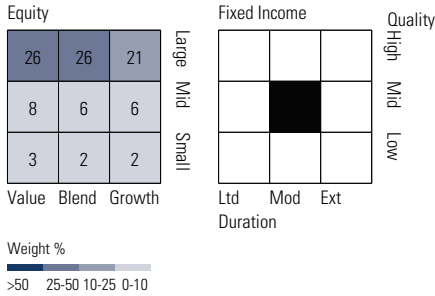 Equity
26 26 21
8 6 6
3 2 2
Large
Mid
Small
Value Blend Growth
Weight %
>50 25-50 10-25 0-10
Fixed Income
Quality
High
Mid
Low
Ltd Mod Ext
Duration